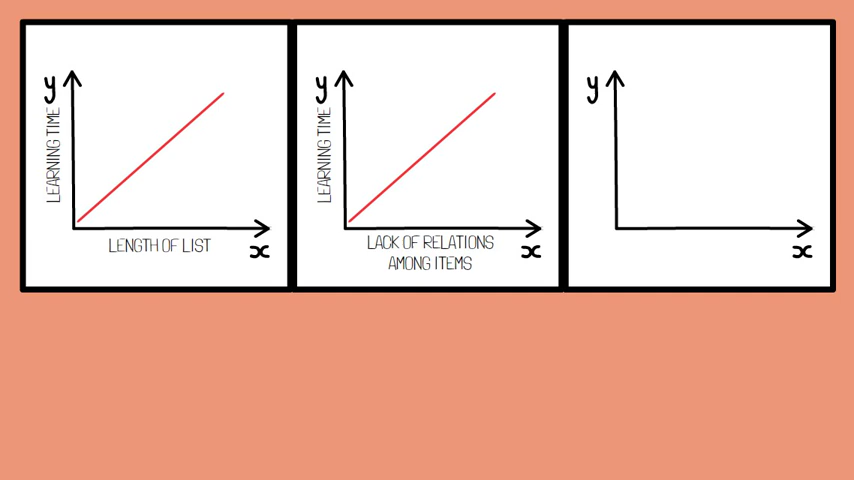 y
LEARNING TIME
LENGTH OF LIST
x
y
LEARNING TIME
LACK OF RELATIONS
AMONG ITEMS
x
y
x